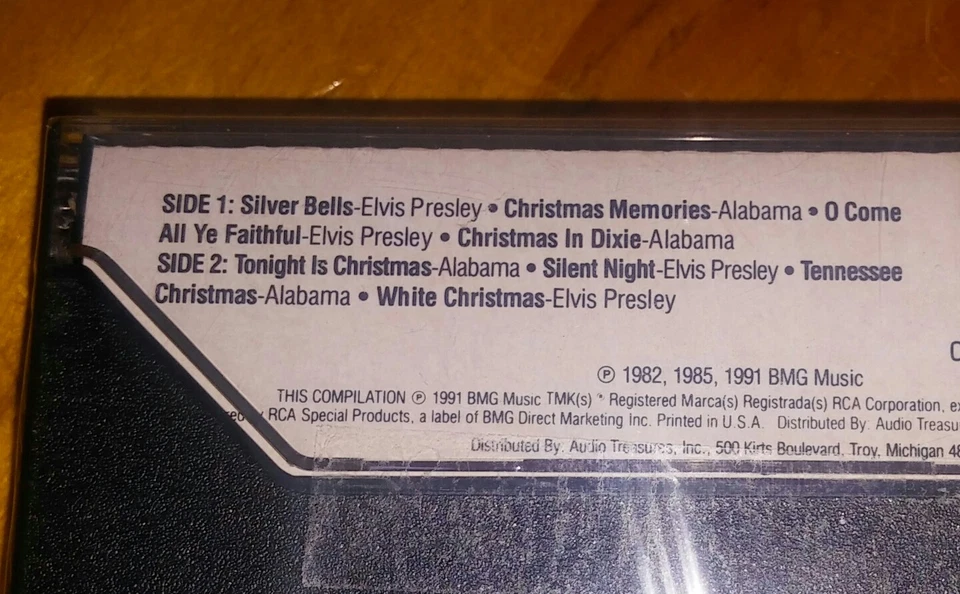 SIDE 1: Silver Bells-Elvis Presley • Christmas Memories-Alabama • O Come
All Ye Faithful-Elvis Presley • Christmas In Dixie-Alabama
SIDE 2: Tonight Is Christmas-Alabama • Silent Night-Elvis Presley • Tennessee
Christmas-Alabama • White Christmas-Elvis Presley
℗ 1982, 1985, 1991 BMG Music
THIS COMPILATION ℗ 1991 BMG Music TMK(s) ® Registered Marca(s) Registrada(s) RCA Corporation,
RCA Special Products, a label of BMG Direct Marketing Inc. Printed in U.S.A. Distributed By: Audio
Distributed By: Audio Treasures, Inc., 500 Kirts Boulevard, Troy, Michigan